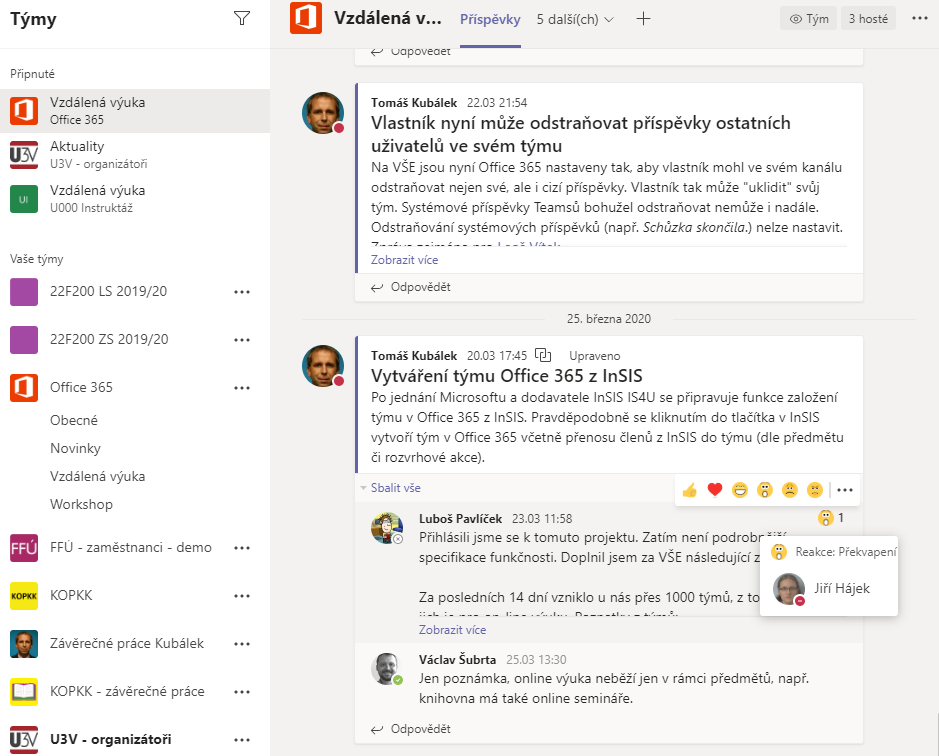 Týmy
Připnuté
Vzdálená výuka
Office 365
U3V
Aktuality
U3V - organizátoři
UI
Vzdálená výuka
U000 Instruktáž
Vaše týmy
22F200 LS 2019/20
22F200 ZS 2019/20
Office 365
Obecné
Novinky
Vzdálená výuka
Workshop
FFÚ
FFÚ - zaměstnanci - demo
KOPKK
KOPKK
Závěrečné práce Kubálek
KOPKK - závěrečné práce
U3V
U3V - organizátoři
Vzdálená v...
Příspěvky
5 další(ch)
Tým
3 hosté
Odpovědět
Tomáš Kubálek 22.03 21:54
Vlastník nyní může odstraňovat příspěvky ostatních
uživatelů ve svém týmu
Na VŠE jsou nyní Office 365 nastaveny tak, aby vlastník mohl ve svém kanálu
odstraňovat nejen své, ale i cizí příspěvky. Vlastník tak může "uklidit" svůj
tým. Systémové příspěvky Teamsů bohužel odstraňovat nemůže i nadále.
Odstraňování systémových příspěvků (např. Schůzka skončila.) nelze nastavit.
Zobrazit více
Odpovědět
25. března 2020
Tomáš Kubálek 20.03 17:45 Upraveno
Vytváření týmu Office 365 z InSIS
Po jednání Microsoftu a dodavatele InSIS IS4U se připravuje funkce založení
týmu v Office 365 z InSIS. Pravděpodobně se kliknutím do tlačítka v InSIS
vytvoří tým v Office 365 včetně přenosu členů z InSIS do týmu (dle předmětu
či rozvrhové akce).
Sbalit vše
Luboš Pavlíček 23.03 11:58
1
Přihlásili jsme se k tomuto projektu. Zatím není
specifikace funkčnosti. Doplnil jsem za VŠE následující
Reakce: Překvapení
Jiří Hájek
Za posledních 14 dní vzniklo u nás přes 1000 týmů, z
Zobrazit více
Václav Šubrta 25.03 13:30
Jen poznámka, online výuka neběží jen v rámci předmětů, např.
knihovna má také online semináře.
Odpovědět